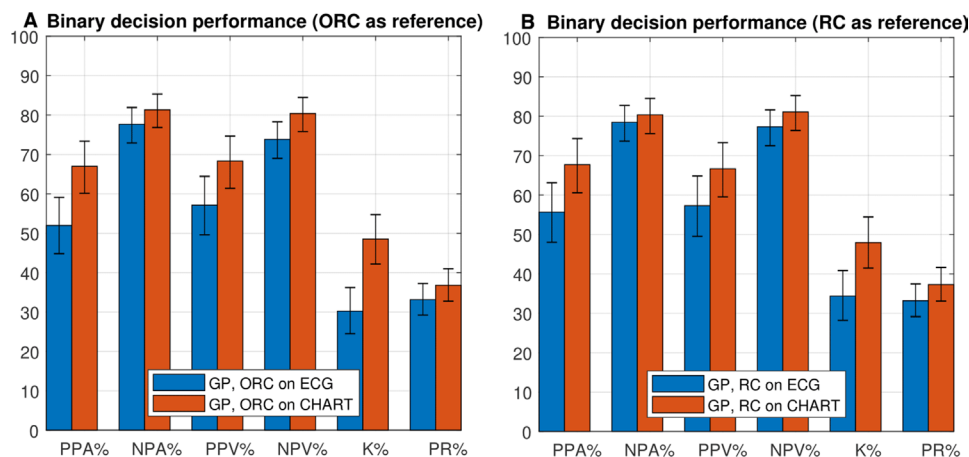 A Binary decision performance (ORC as reference)
100
90
80
70
60
50
40
30
20
10
0
PPA% NPA% PPV% NPV% K% PR%
GP, ORC on ECG
GP, ORC on CHART
B Binary decision performance (RC as reference)
100
90
80
70
60
50
40
30
20
10
0
PPA% NPA% PPV% NPV% K% PR%
GP, RC on ECG
GP, RC on CHART